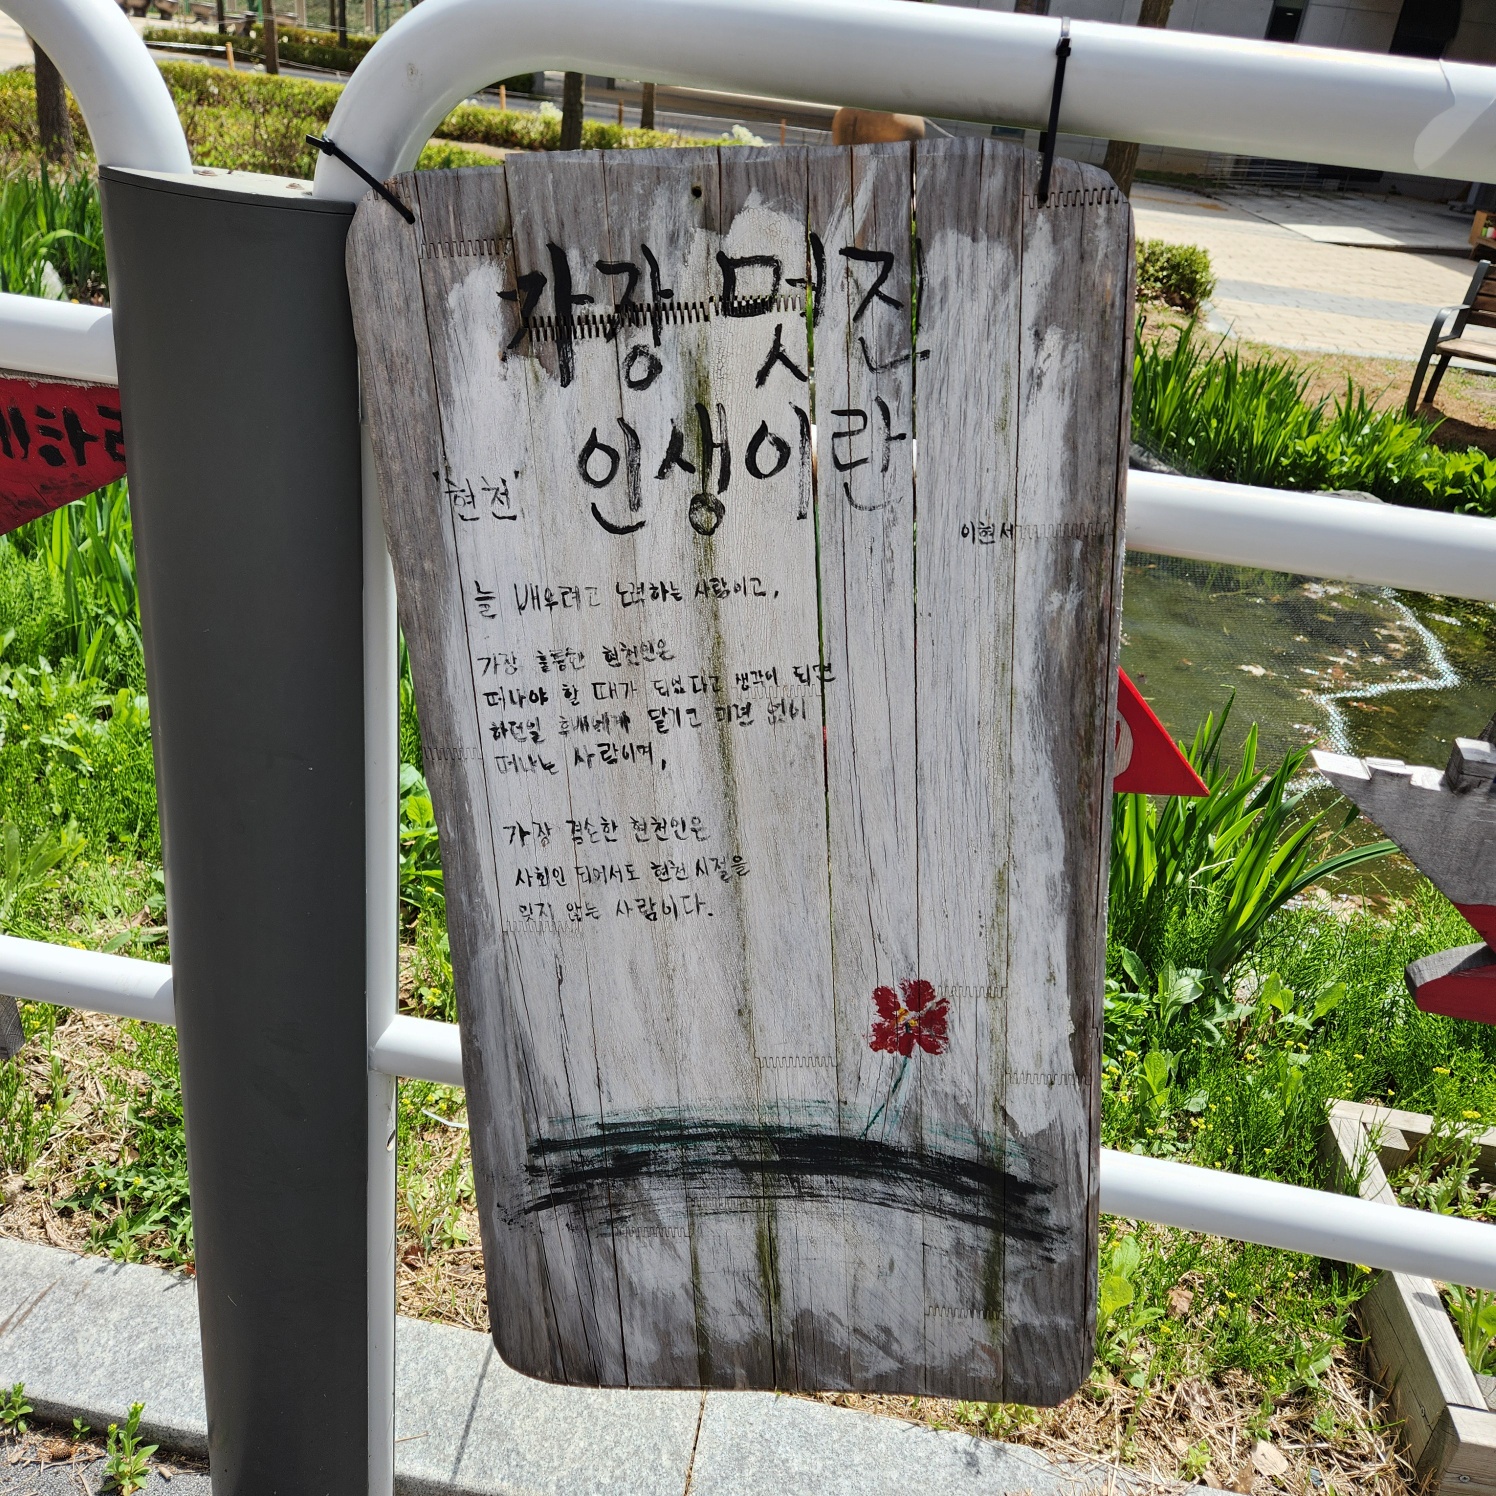 가장 멋진
'현천' 인생이란
이현서
늘 배우려고 노력하는 사람이고,
가장 훌륭한 현천인은
떠나야 할 때가 되었다고 생각이 되면
하던일 후배에게 맡기고 미련 없이
떠나는 사람이며,
가장 겸손한 현천인은
사회인 되어서도 현천 시절을
잊지 않는 사람이다.